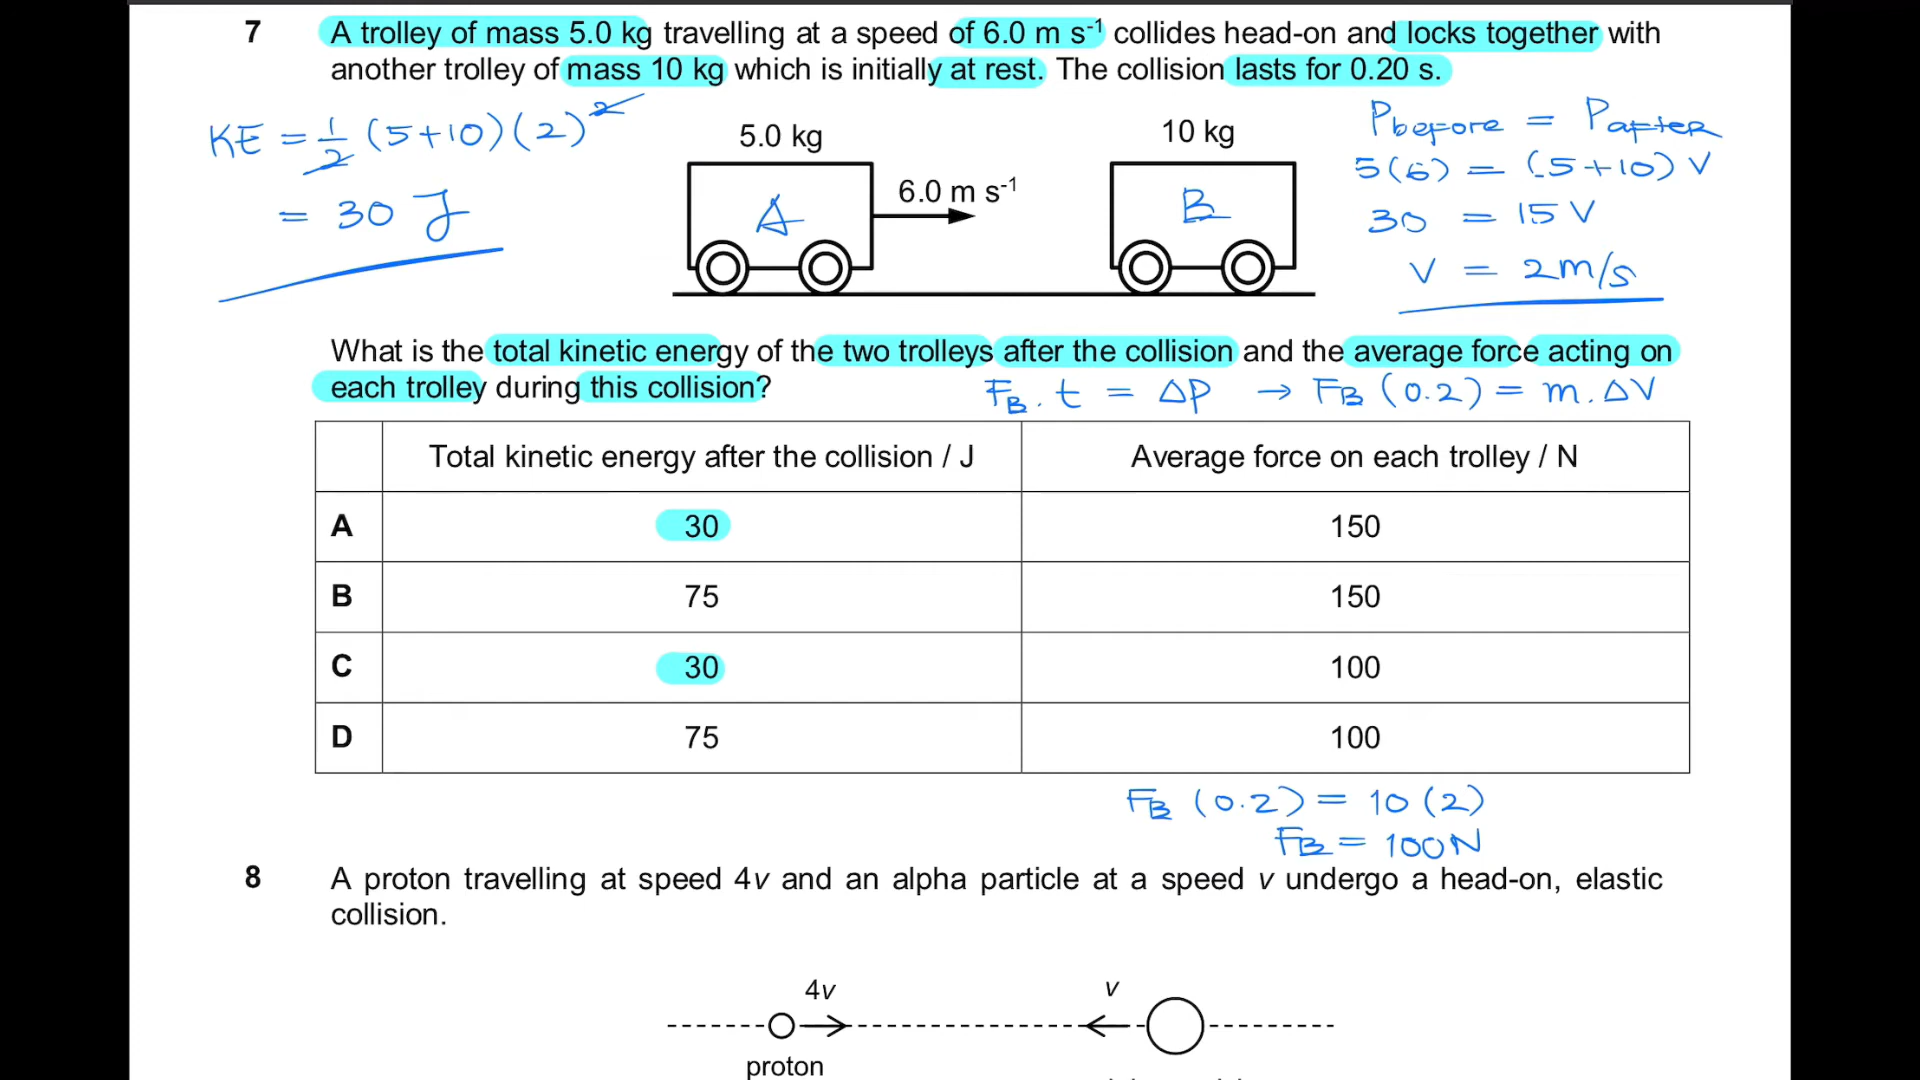 7 A trolley of mass 5.0 kg travelling at a speed of 6.0 m s⁻¹ collides head-on and locks together with
another trolley of mass 10 kg which is initially at rest. The collision lasts for 0.20 s.
KE = 1/2 (5+10)(2)²
= 30 J
5.0 kg
A
6.0 m s⁻¹
10 kg
B
Pbefore = Pafter
5(6) = (5+10) V
30 = 15 V
V = 2m/s
What is the total kinetic energy of the two trolleys after the collision and the average force acting on
each trolley during this collision?
F_B . t = ΔP → F_B (0.2) = m. ΔV
Total kinetic energy after the collision / J Average force on each trolley / N
A 30 150
B 75 150
C 30 100
D 75 100
F_B (0.2) = 10 (2)
F_B = 100N
8 A proton travelling at speed 4v and an alpha particle at a speed v undergo a head-on, elastic
collision.
4v v
proton